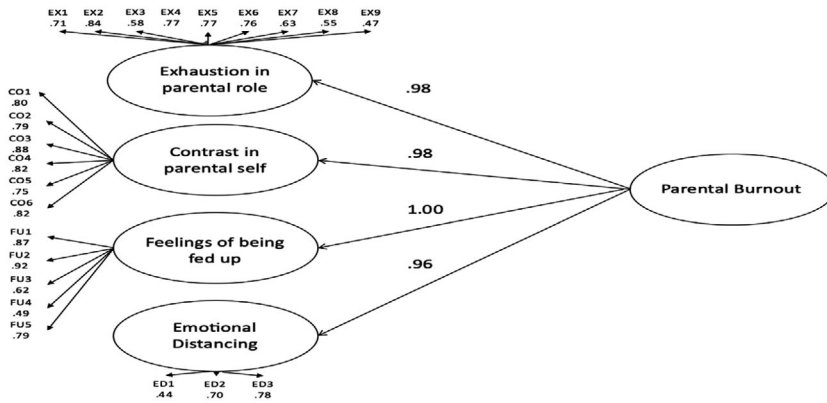 EX1 EX2 EX3 EX4 EX5 EX6 EX7 EX8 EX9
.71 .84 .58 .77 .77 .76 .63 .55 .47
Exhaustion in
parental role
.98
CO1
.80
CO2
.79
CO3
.88
CO4
.82
CO5
.75
CO6
.82
Contrast in
parental self
.98
Parental Burnout
1.00
FU1
.87
FU2
.92
FU3
.62
FU4
.49
FU5
.79
Feelings of being
fed up
.96
Emotional
Distancing
ED1 ED2 ED3
.44 .70 .78